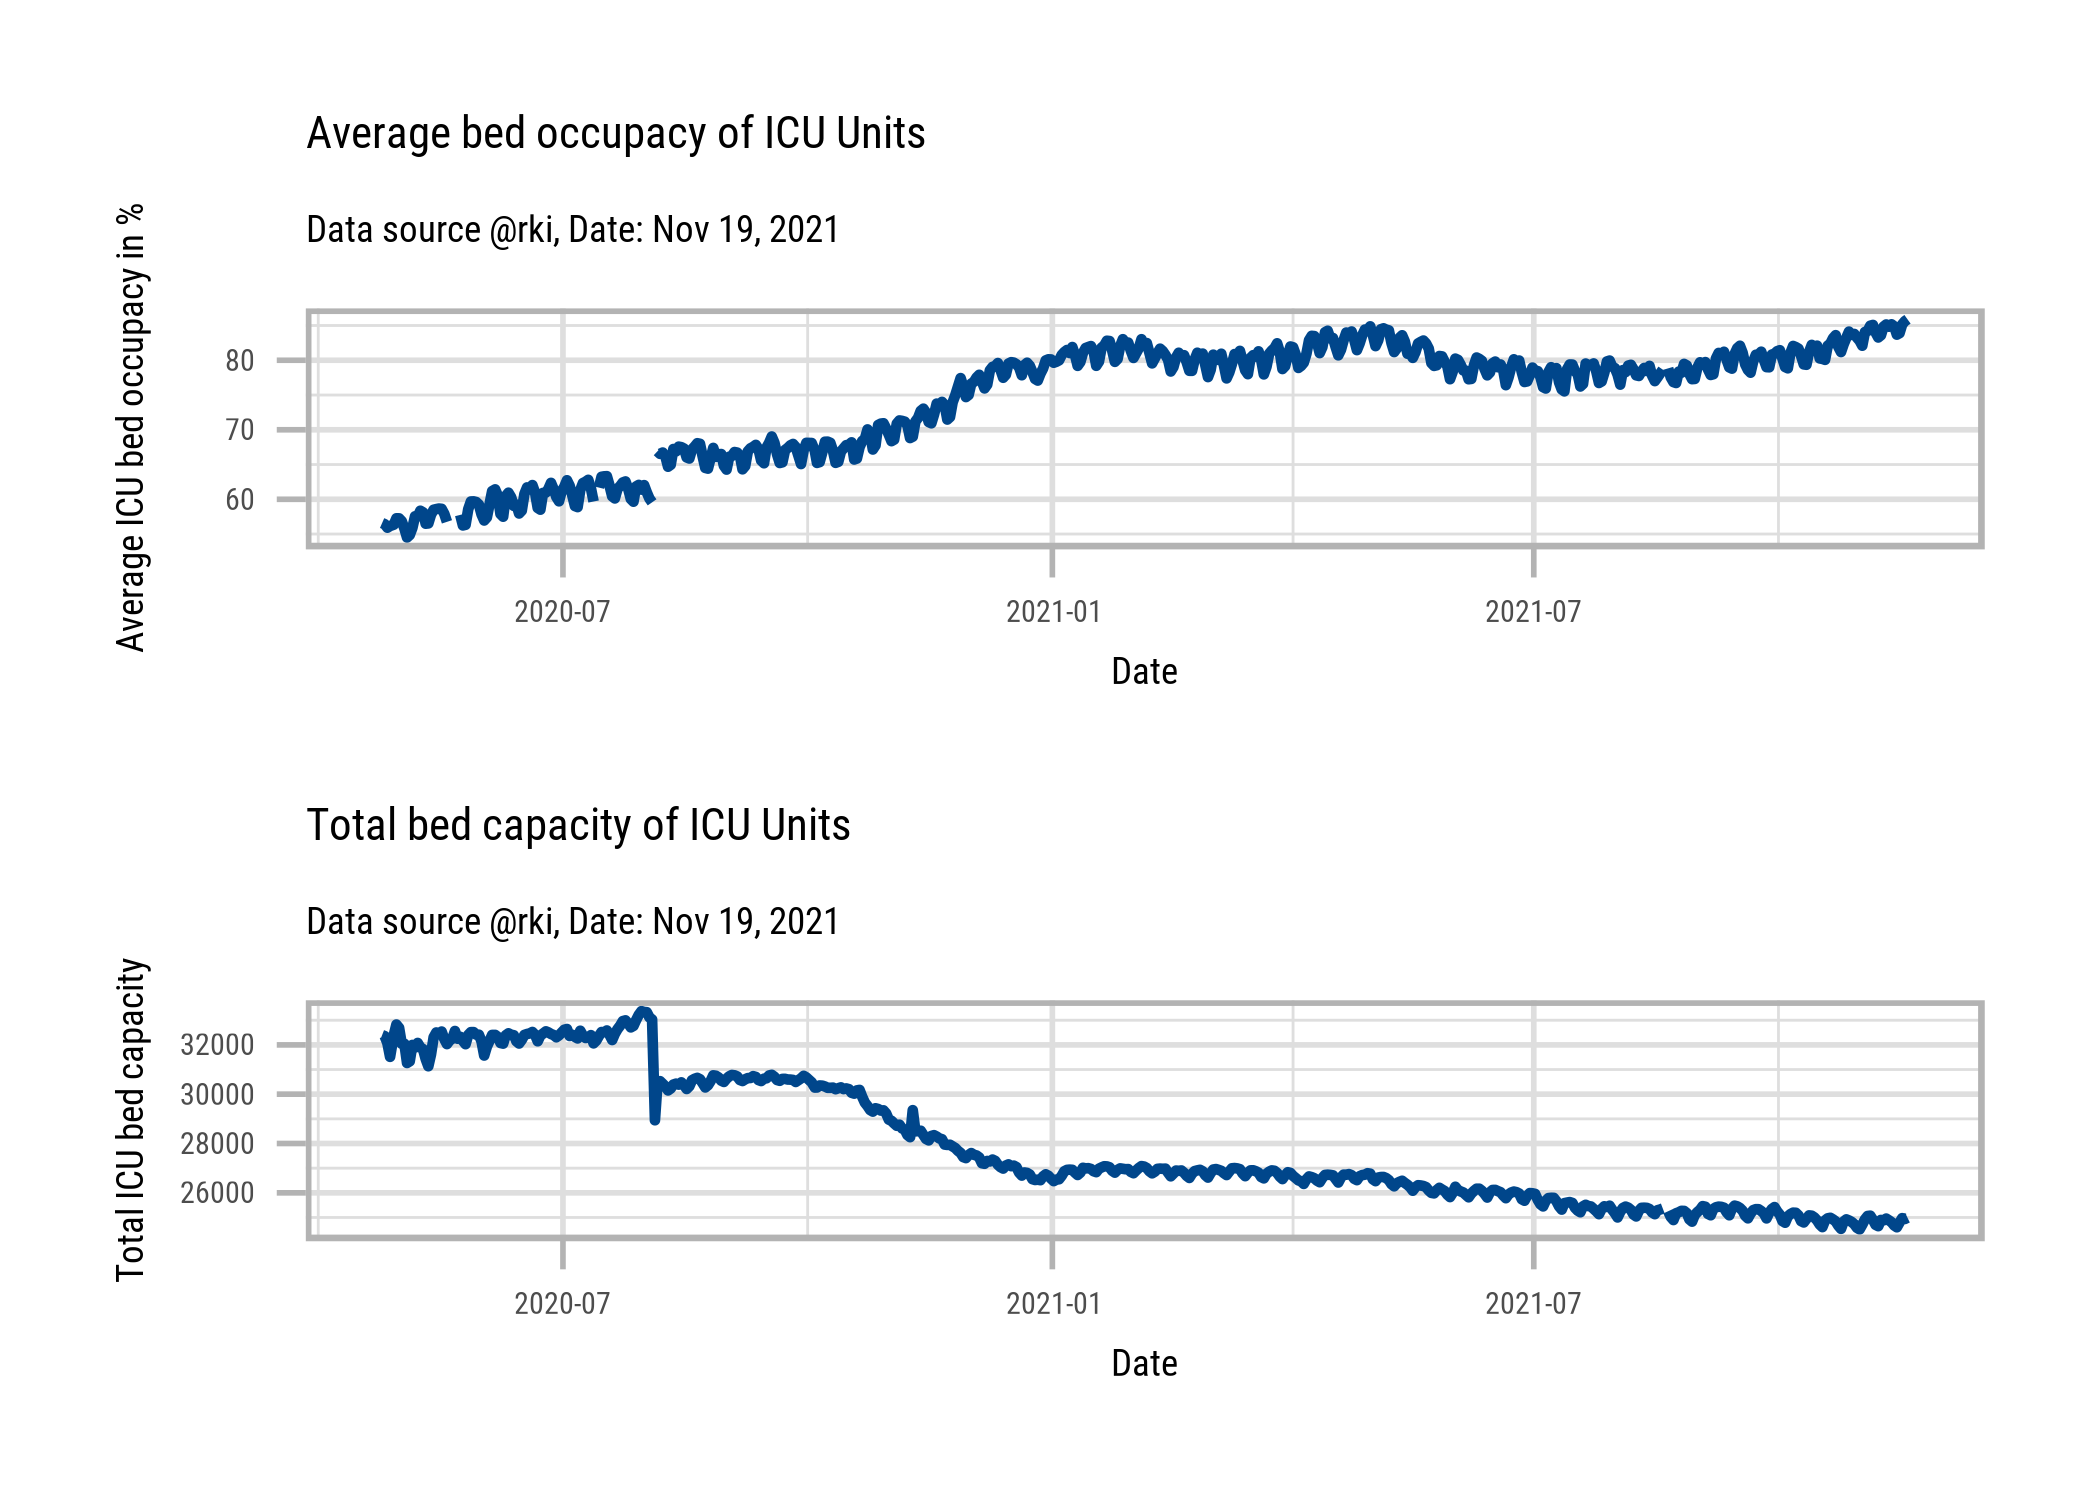 Average bed occupacy of ICU Units
Data source @rki, Date: Nov 19, 2021
Average ICU bed occupacy in %
80
70
60
2020-07
2021-01
2021-07
Date
Total bed capacity of ICU Units
Data source @rki, Date: Nov 19, 2021
Total ICU bed capacity
32000
30000
28000
26000
2020-07
2021-01
2021-07
Date